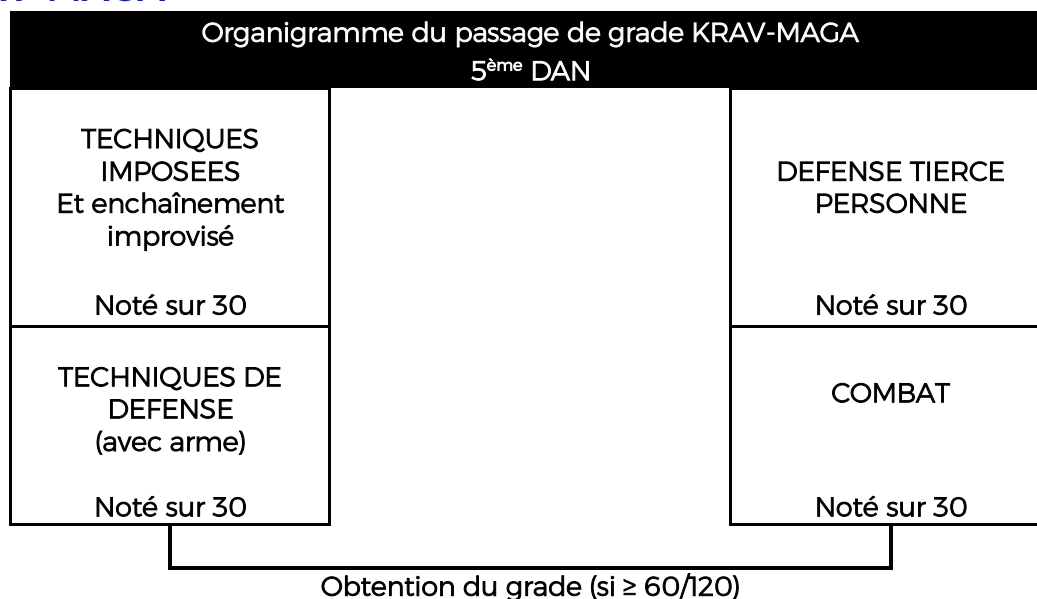 Organigramme du passage de grade KRAV-MAGA
5ème DAN
TECHNIQUES
IMPOSEES
Et enchaînement
improvisé
Noté sur 30
TECHNIQUES DE
DEFENSE
(avec arme)
Noté sur 30
DEFENSE TIERCE
PERSONNE
Noté sur 30
COMBAT
Noté sur 30
Obtention du grade (si ≥ 60/120)